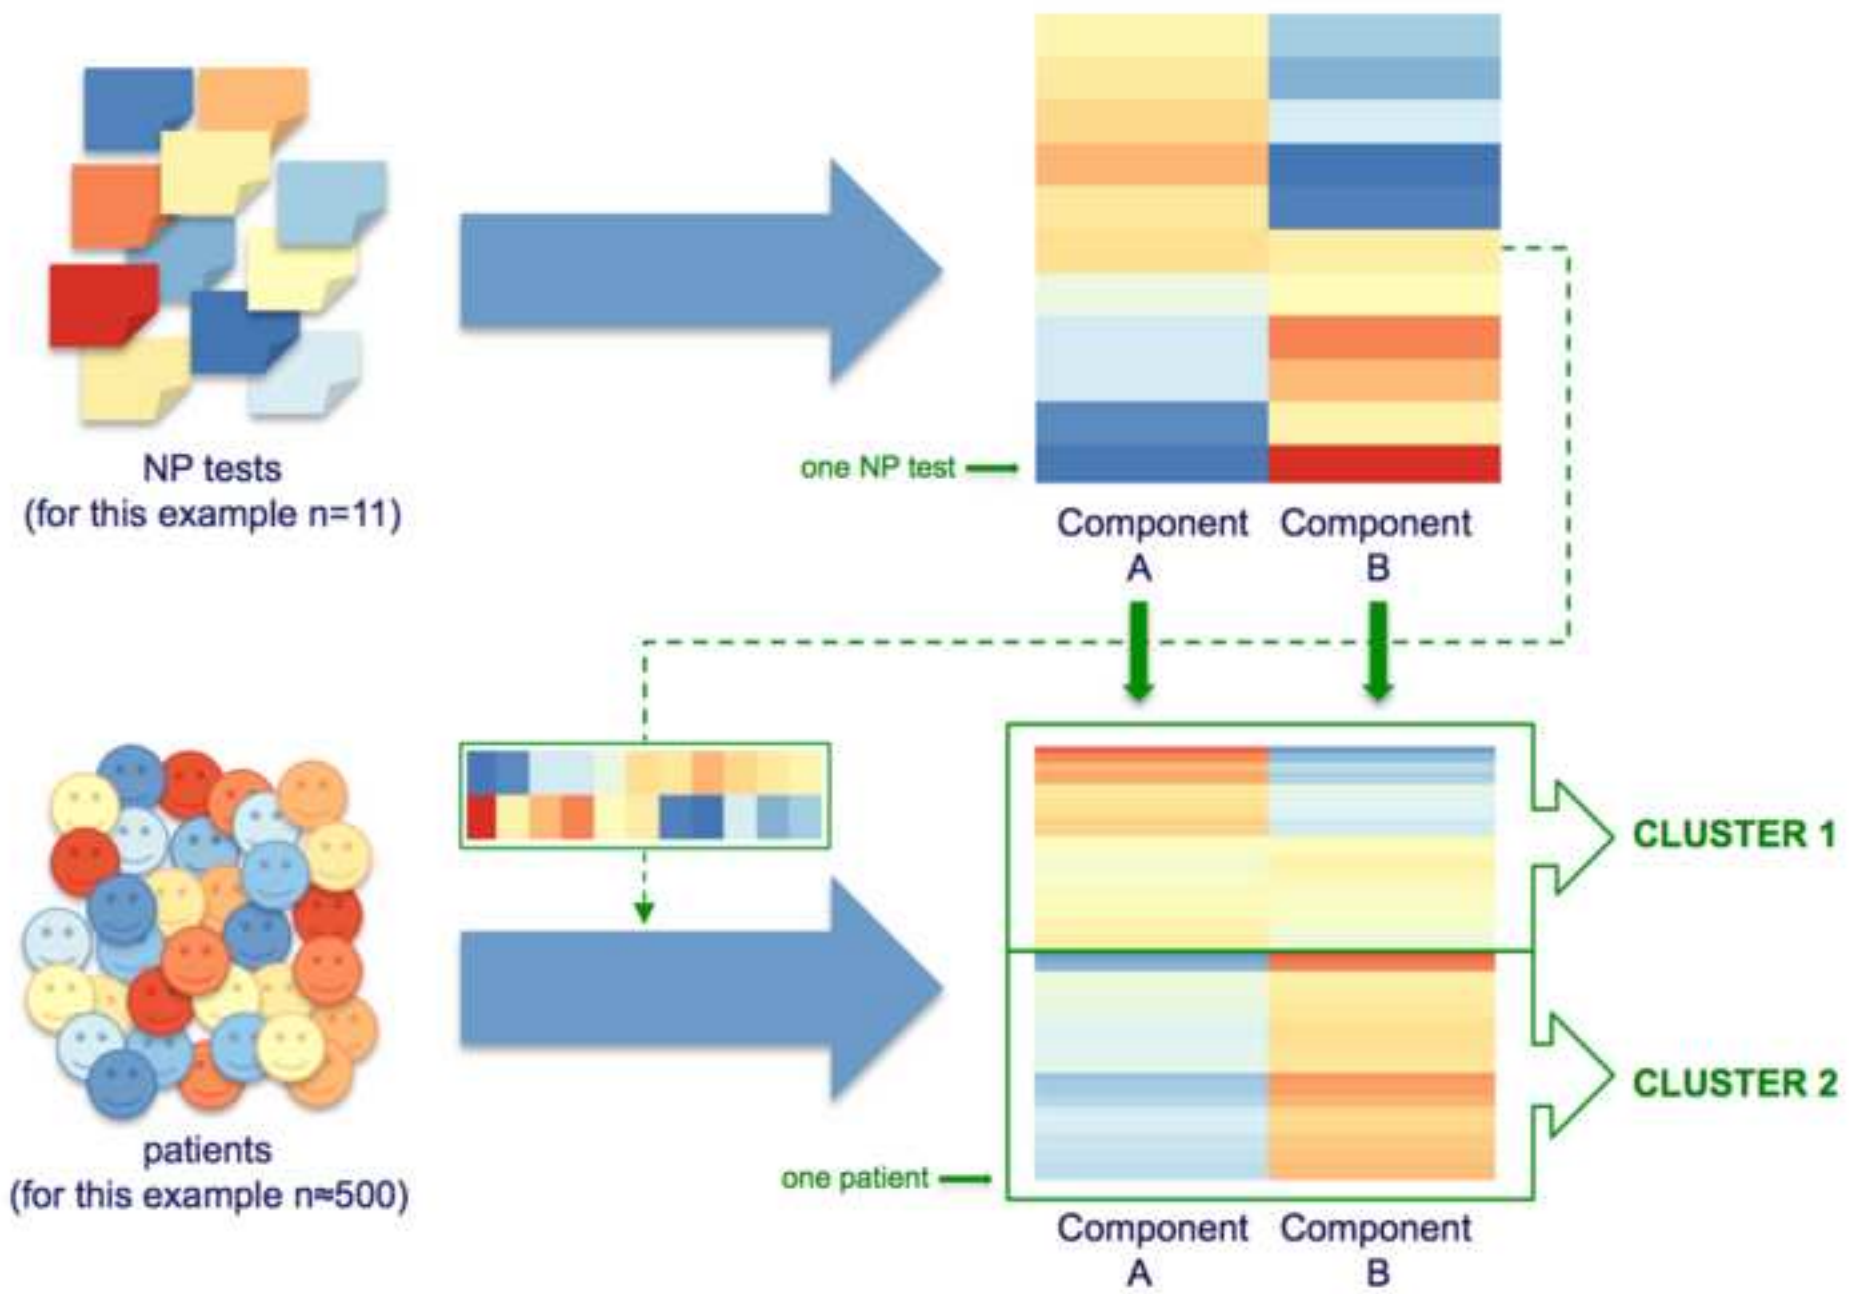 NP tests
(for this example n=11)
one NP test
Component Component
A B
patients
(for this example n≈500)
one patient
CLUSTER 1
CLUSTER 2
Component Component
A B